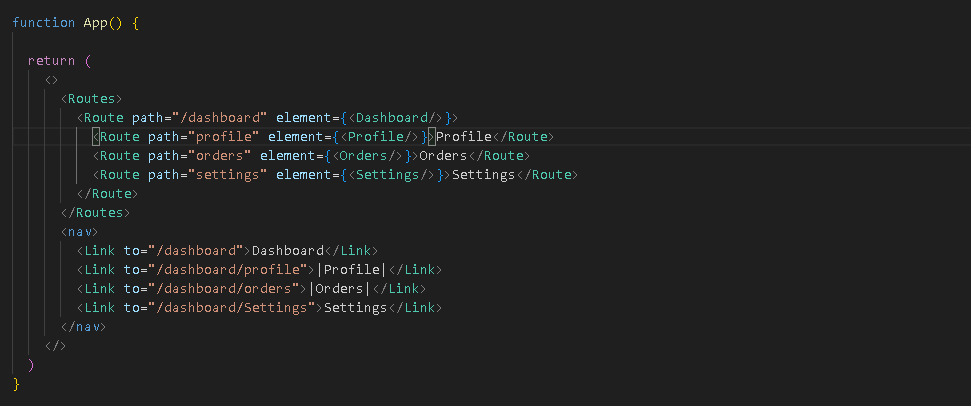 function App() {
return (
<>
<Routes>
<Route path="/dashboard" element={<Dashboard/>}>
<Route path="profile" element={<Profile/>}>Profile</Route>
<Route path="orders" element={<Orders/>}>Orders</Route>
<Route path="settings" element={<Settings/>}>Settings</Route>
</Route>
</Routes>
<nav>
<Link to="/dashboard">Dashboard</Link>
<Link to="/dashboard/profile">|Profile|</Link>
<Link to="/dashboard/orders">|Orders|</Link>
<Link to="/dashboard/Settings">Settings</Link>
</nav>
</>
)
}